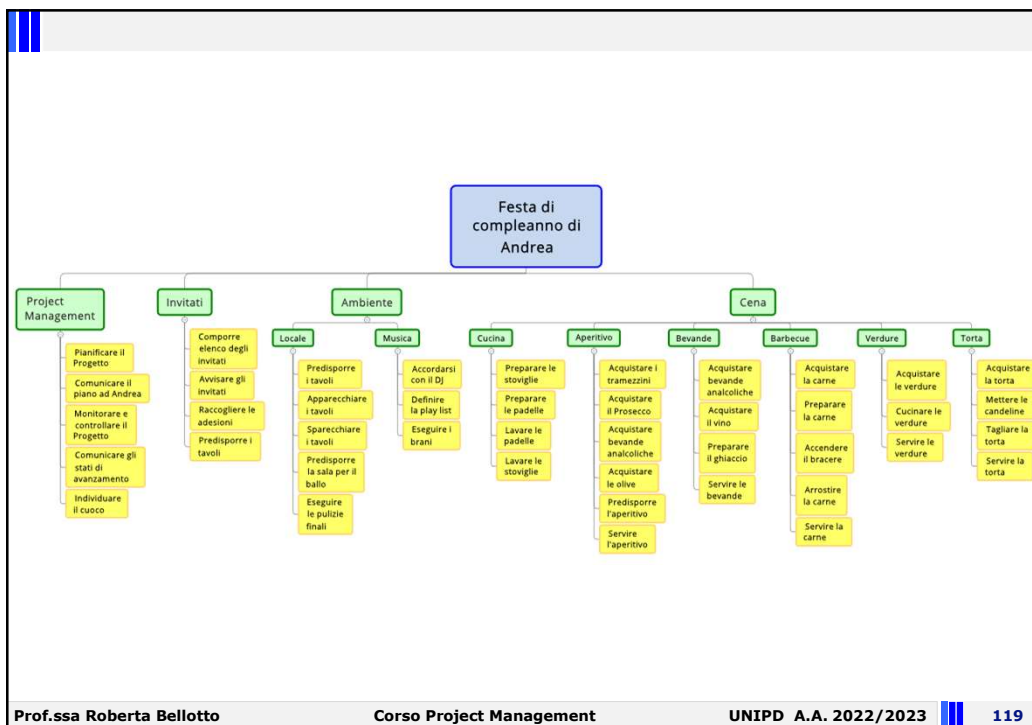 Festa di
compleanno di
Andrea
Project
Management
Pianificare il
Progetto
Comunicare il
piano ad Andrea
Monitorare e
controllare il
Progetto
Comunicare gli
stati di
avanzamento
Individuare
il cuoco
Invitati
Comporre
elenco degli
invitati
Avvisare gli
invitati
Raccogliere le
adesioni
Predisporre i
tavoli
Ambiente
Locale
Predisporre
i tavoli
Apparecchiare
i tavoli
Sparecchiare
i tavoli
Predisporre
la sala per il
ballo
Eseguire
le pulizie
finali
Musica
Accordarsi
con il DJ
Definire
la play list
Eseguire i
brani
Cena
Cucina
Preparare le
stoviglie
Preparare
le padelle
Lavare le
padelle
Lavare le
stoviglie
Aperitivo
Acquistare i
tramezzini
Acquistare
il Prosecco
Acquistare
bevande
analcoliche
Acquistare
le olive
Predisporre
l'aperitivo
Servire
l'aperitivo
Bevande
Acquistare
bevande
analcoliche
Acquistare
il vino
Preparare
il ghiaccio
Servire le
bevande
Barbecue
Acquistare
la carne
Preparare
la carne
Accendere
il bracere
Arrostire
la carne
Servire la
carne
Verdure
Acquistare
le verdure
Cucinare le
verdure
Servire le
verdure
Torta
Acquistare
la torta
Mettere le
candeline
Tagliare la
torta
Servire la
torta
Prof.ssa Roberta Bellotto Corso Project Management UNIPD A.A. 2022/2023 119